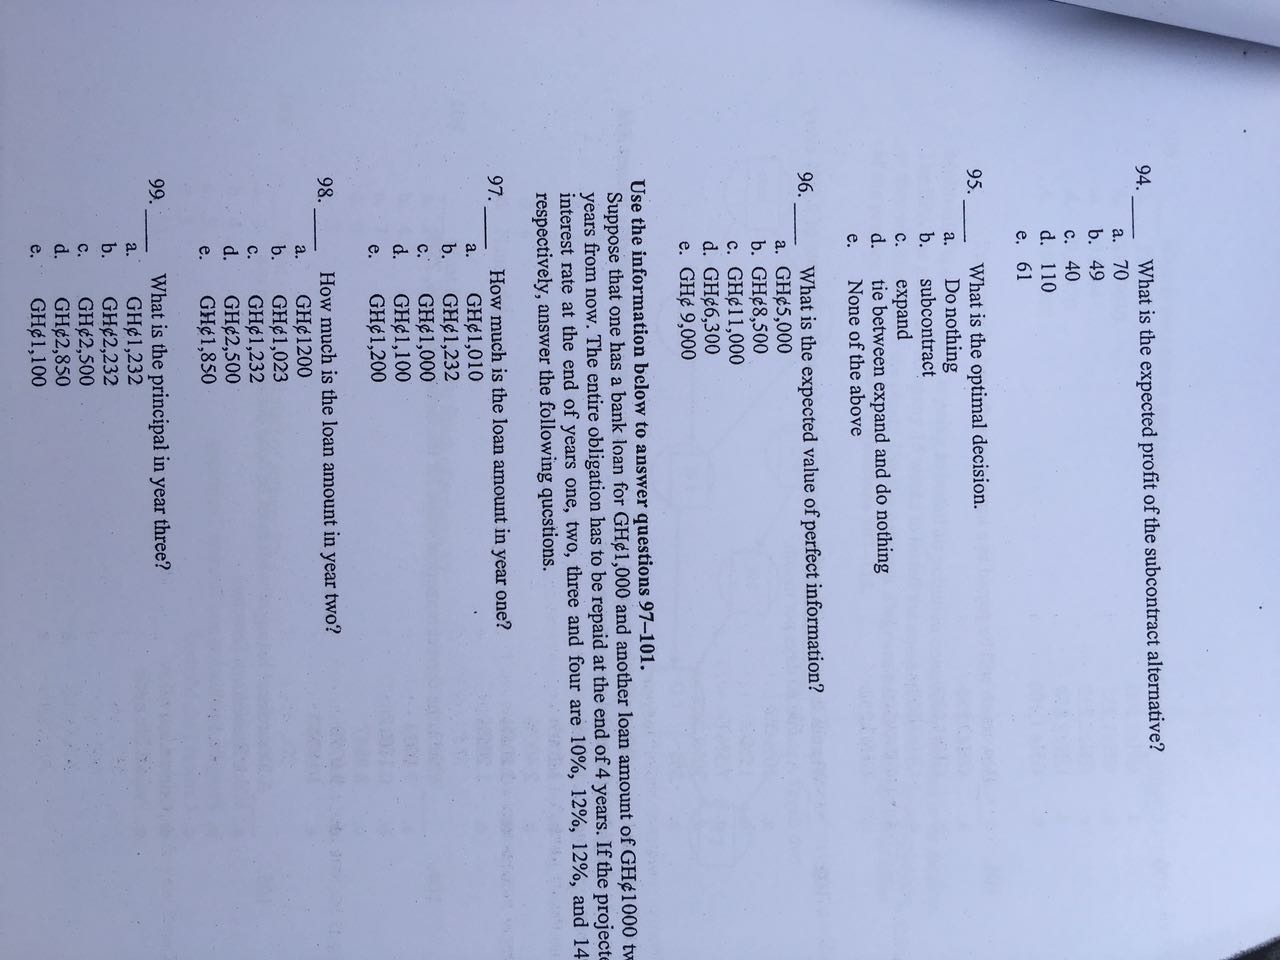 94. ____ What is the expected profit of the subcontract alternative?
a. 70
b. 49
c. 40
d. 110
e. 61
95. ____ What is the optimal decision.
a. Do nothing
b. subcontract
c. expand
d. tie between expand and do nothing
e. None of the above
96. ____ What is the expected value of perfect information?
a. GH¢5,000
b. GH¢8,500
c. GH¢11,000
d. GH¢6,300
e. GH¢ 9,000
Use the information below to answer questions 97–101.
Suppose that one has a bank loan for GH¢1,000 and another loan amount of GH¢1000
years from now. The entire obligation has to be repaid at the end of 4 years. If the
interest rate at the end of years one, two, three and four are 10%, 12%, 12%, and 14
respectively, answer the following questions.
97. ____ How much is the loan amount in year one?
a. GH¢1,010
b. GH¢1,232
c. GH¢1,000
d. GH¢1,100
e. GH¢1,200
98. ____ How much is the loan amount in year two?
a. GH¢1200
b. GH¢1,023
c. GH¢1,232
d. GH¢2,500
e. GH¢1,850
99. ____ What is the principal in year three?
a. GH¢1,232
b. GH¢2,232
c. GH¢2,500
d. GH¢2,850
e. GH¢1,100